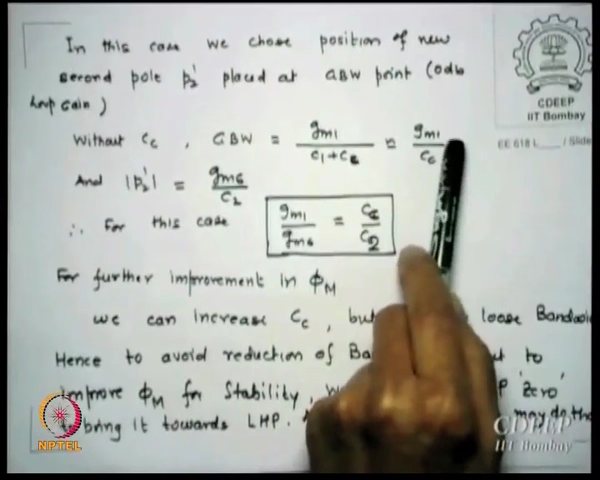 In this case we chose position of new
second pole p2' placed at GBW point (0db
loop gain)
CDEEP
IIT Bombay
Without Cc, GBW = gm1 / C1+Cc ≈ gm1 / Cc
EE 618 L___/Slide
And |p2'| = gm6 / C2
∴ For this case gm1 / gm6 = Cc / C2
For further improvement in ϕM
we can increase Cc, but loose
Hence to avoid reduction of to
improve ϕM for Stability, 'Zero'
to bring it towards LHP. may do
NPTEL
CDEEP
IIT Bombay